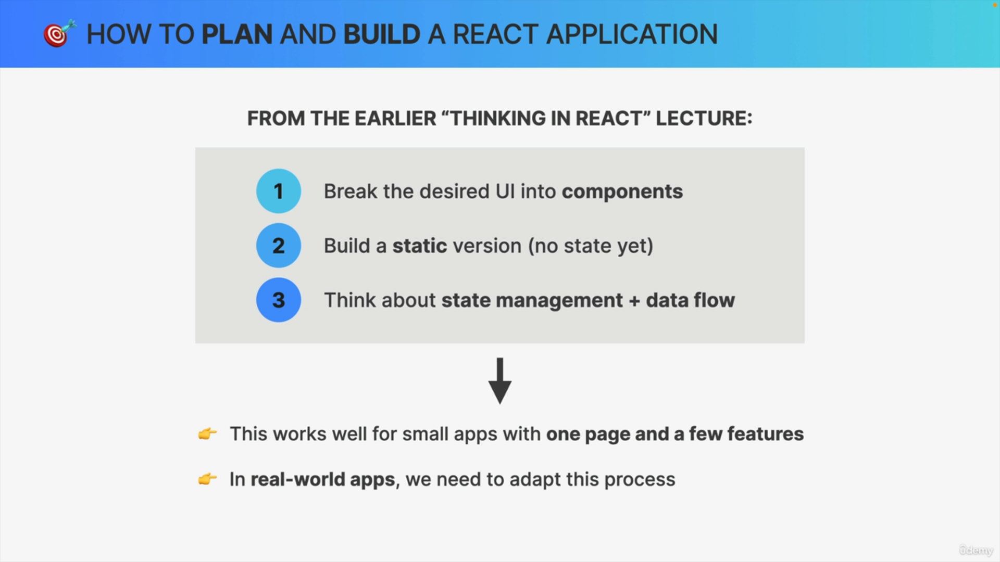 HOW TO PLAN AND BUILD A REACT APPLICATION
FROM THE EARLIER “THINKING IN REACT” LECTURE:
1 Break the desired UI into components
2 Build a static version (no state yet)
3 Think about state management + data flow
This works well for small apps with one page and a few features
In real-world apps, we need to adapt this process
ûdemy